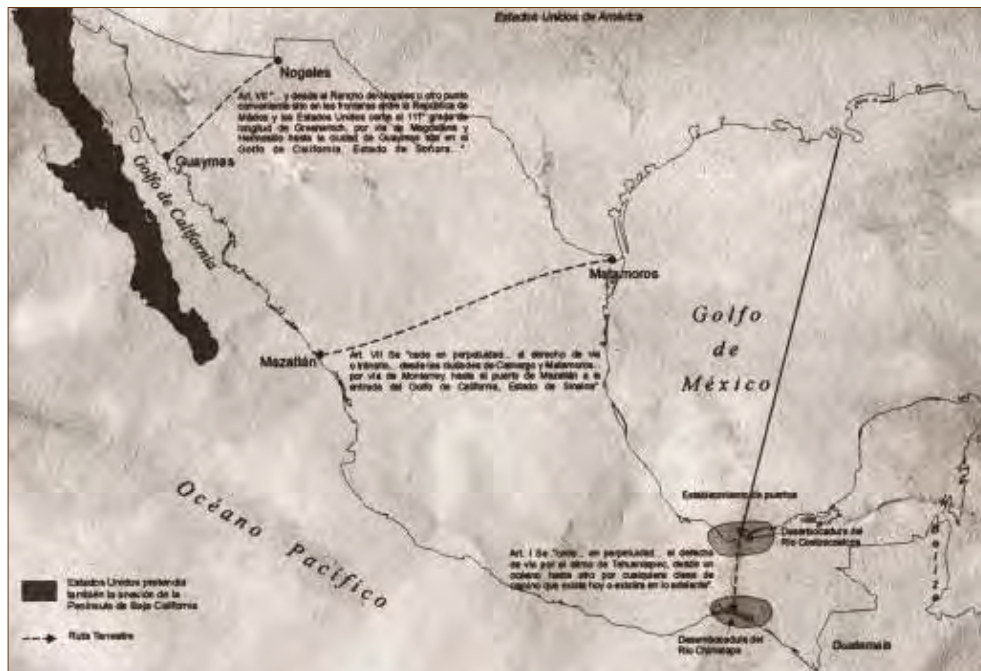 Estados Unidos de América
Nogales
Art. VII "... y desde el Rancho de Nogales u otro punto
conveniente sito en las fronteras entre la República de
México y los Estados Unidos cerca el 111° grado de
longitud de Greenwich, por vía de Magdalena y
Hermosillo hasta la ciudad de Guaymas sita en el
Golfo de California, Estado de Sonora..."
Guaymas
Golfo de California
Matamoros
Golfo
de
México
Mazatlán
Art. VII Se "cede en perpetuidad... el derecho de vía
o tránsito... desde las ciudades de Camargo y Matamoros...
por vía de Monterrey, hasta el puerto de Mazatlán a la
entrada del Golfo de California, Estado de Sinaloa"
Océano Pacífico
Establecimiento de puertos
Desembocadura del
Río Coatzacoalcos
Belize
Art. I Se "cede... en perpetuidad... el derecho
de vía por el istmo de Tehuantepec, desde un
océano hasta otro por cualquiera clase de
camino que exista hoy o existirá en lo adelante".
Desembocadura del
Río Chimalapa
Guatemala
Estados Unidos pretendía
también la anexión de la
Península de Baja California
Ruta Terrestre